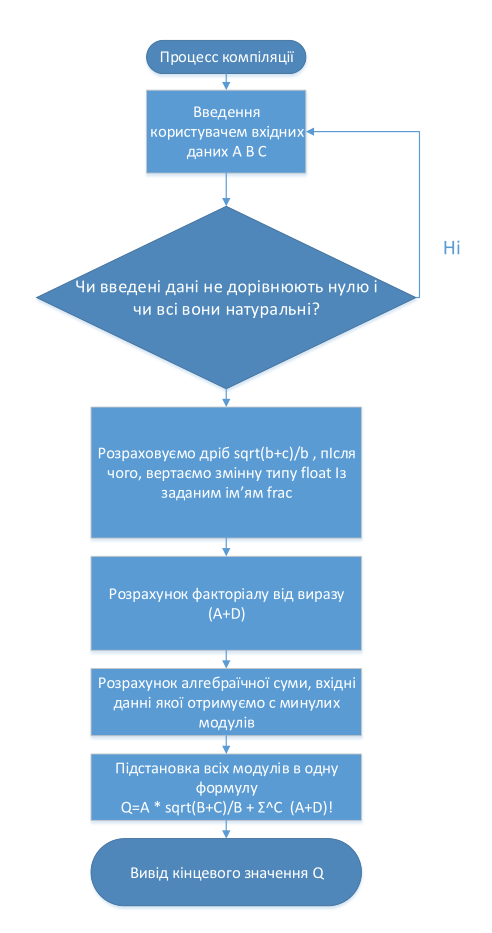 Процесс компіляції
Введення
користувачем вхідних
даних A B C
Ні
Чи введені дані не дорівнюють нулю і
чи всі вони натуральні?
Розраховуємо дріб sqrt(b+c)/b , пІсля
чого, вертаємо змінну типу float Із
заданим ім’ям frac
Розрахунок факторіалу від виразу
(A+D)
Розрахунок алгебраїчної суми, вхідні
данні якої отримуємо с минулих
модулів
Підстановка всіх модулів в одну
формулу
Q=A * sqrt(B+C)/B + Σ^C  (A+D)!
Вивід кінцевого значення Q